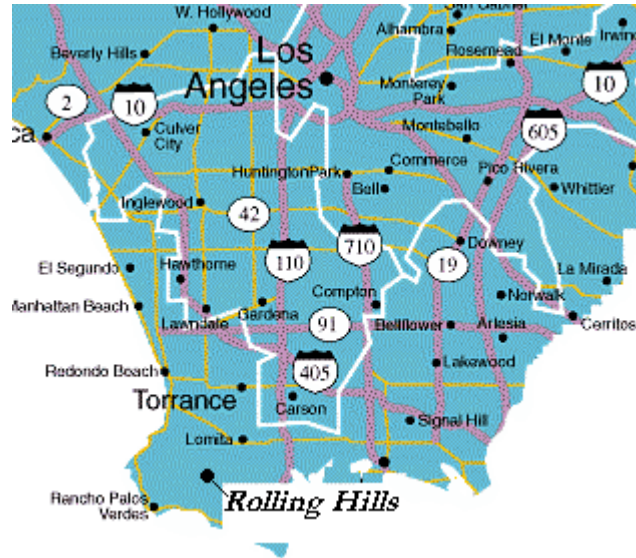 San Gabriel
W. Hollywood
Alhambra
El Monte
Irwin
Beverly Hills
Los
Angeles
Rosemead
10
2
10
Monterey
Park
605
ca
Culver
City
Montebello
Commerce
Pico Rivera
Huntington Park
Bell
Whittier
Inglewood
42
710
Downey
110
19
El Segundo
Hawthorne
La Mirada
Manhattan Beach
Compton
Norwalk
Gardena
Lawndale
91
Bellflower
Artesia
Cerritos
Redondo Beach
405
Lakewood
Torrance
Carson
Signal Hill
Lomita
Rancho Palos
Verdes
Rolling Hills